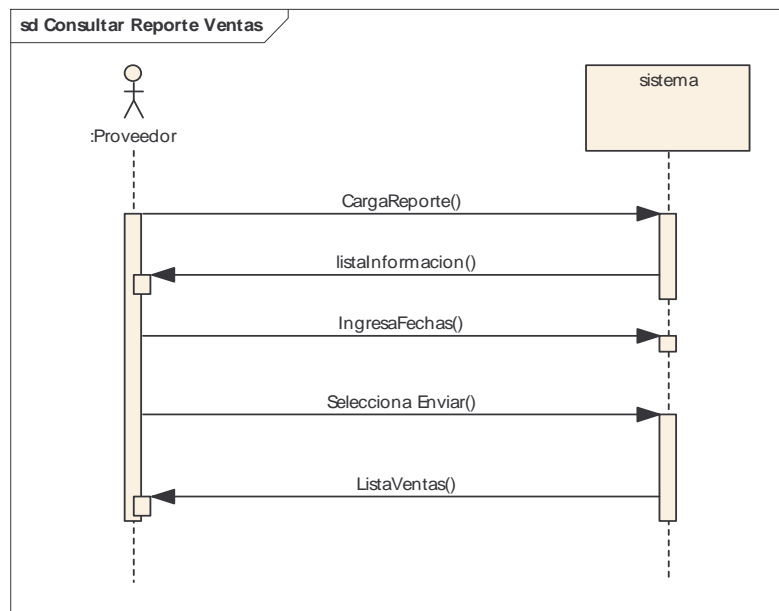 sd Consultar Reporte Ventas
:Proveedor
sistema
CargaReporte()
listaInformacion()
IngresaFechas()
Selecciona Enviar()
ListaVentas()